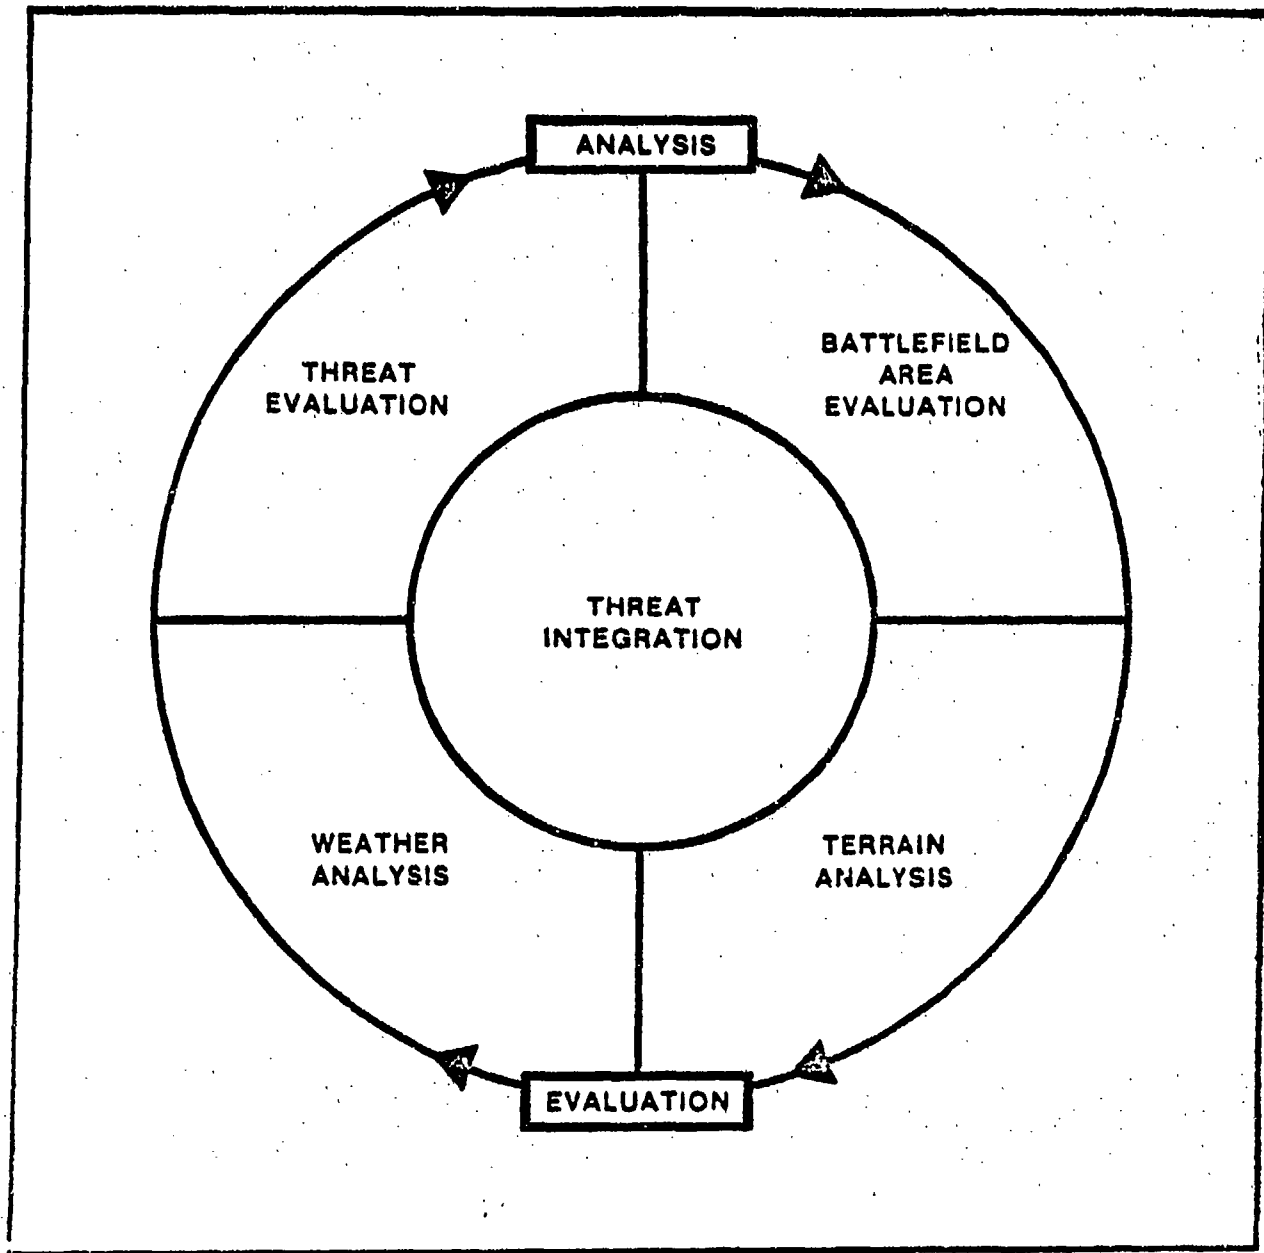 ANALYSIS
THREAT
EVALUATION
BATTLEFIELD
AREA
EVALUATION
THREAT
INTEGRATION
WEATHER
ANALYSIS
TERRAIN
ANALYSIS
EVALUATION